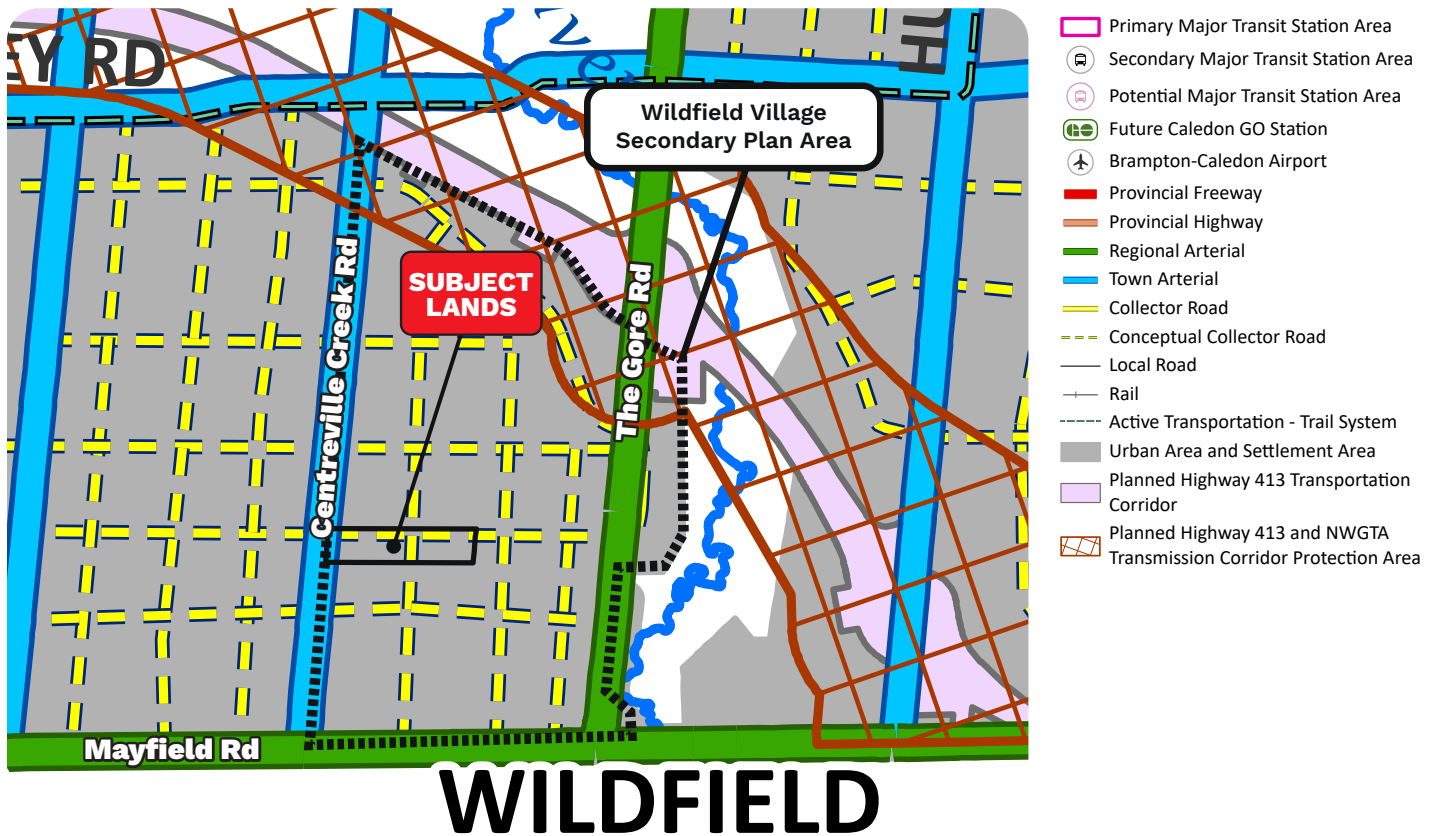 EY RD
ve
HU
Wildfield Village
Secondary Plan Area
SUBJECT
LANDS
Centreville Creek Rd
The Gore Rd
Mayfield Rd
WILDFIELD
Primary Major Transit Station Area
Secondary Major Transit Station Area
Potential Major Transit Station Area
GO
Future Caledon GO Station
Brampton-Caledon Airport
Provincial Freeway
Provincial Highway
Regional Arterial
Town Arterial
Collector Road
Conceptual Collector Road
Local Road
Rail
Active Transportation - Trail System
Urban Area and Settlement Area
Planned Highway 413 Transportation
Corridor
Planned Highway 413 and NWGTA
Transmission Corridor Protection Area